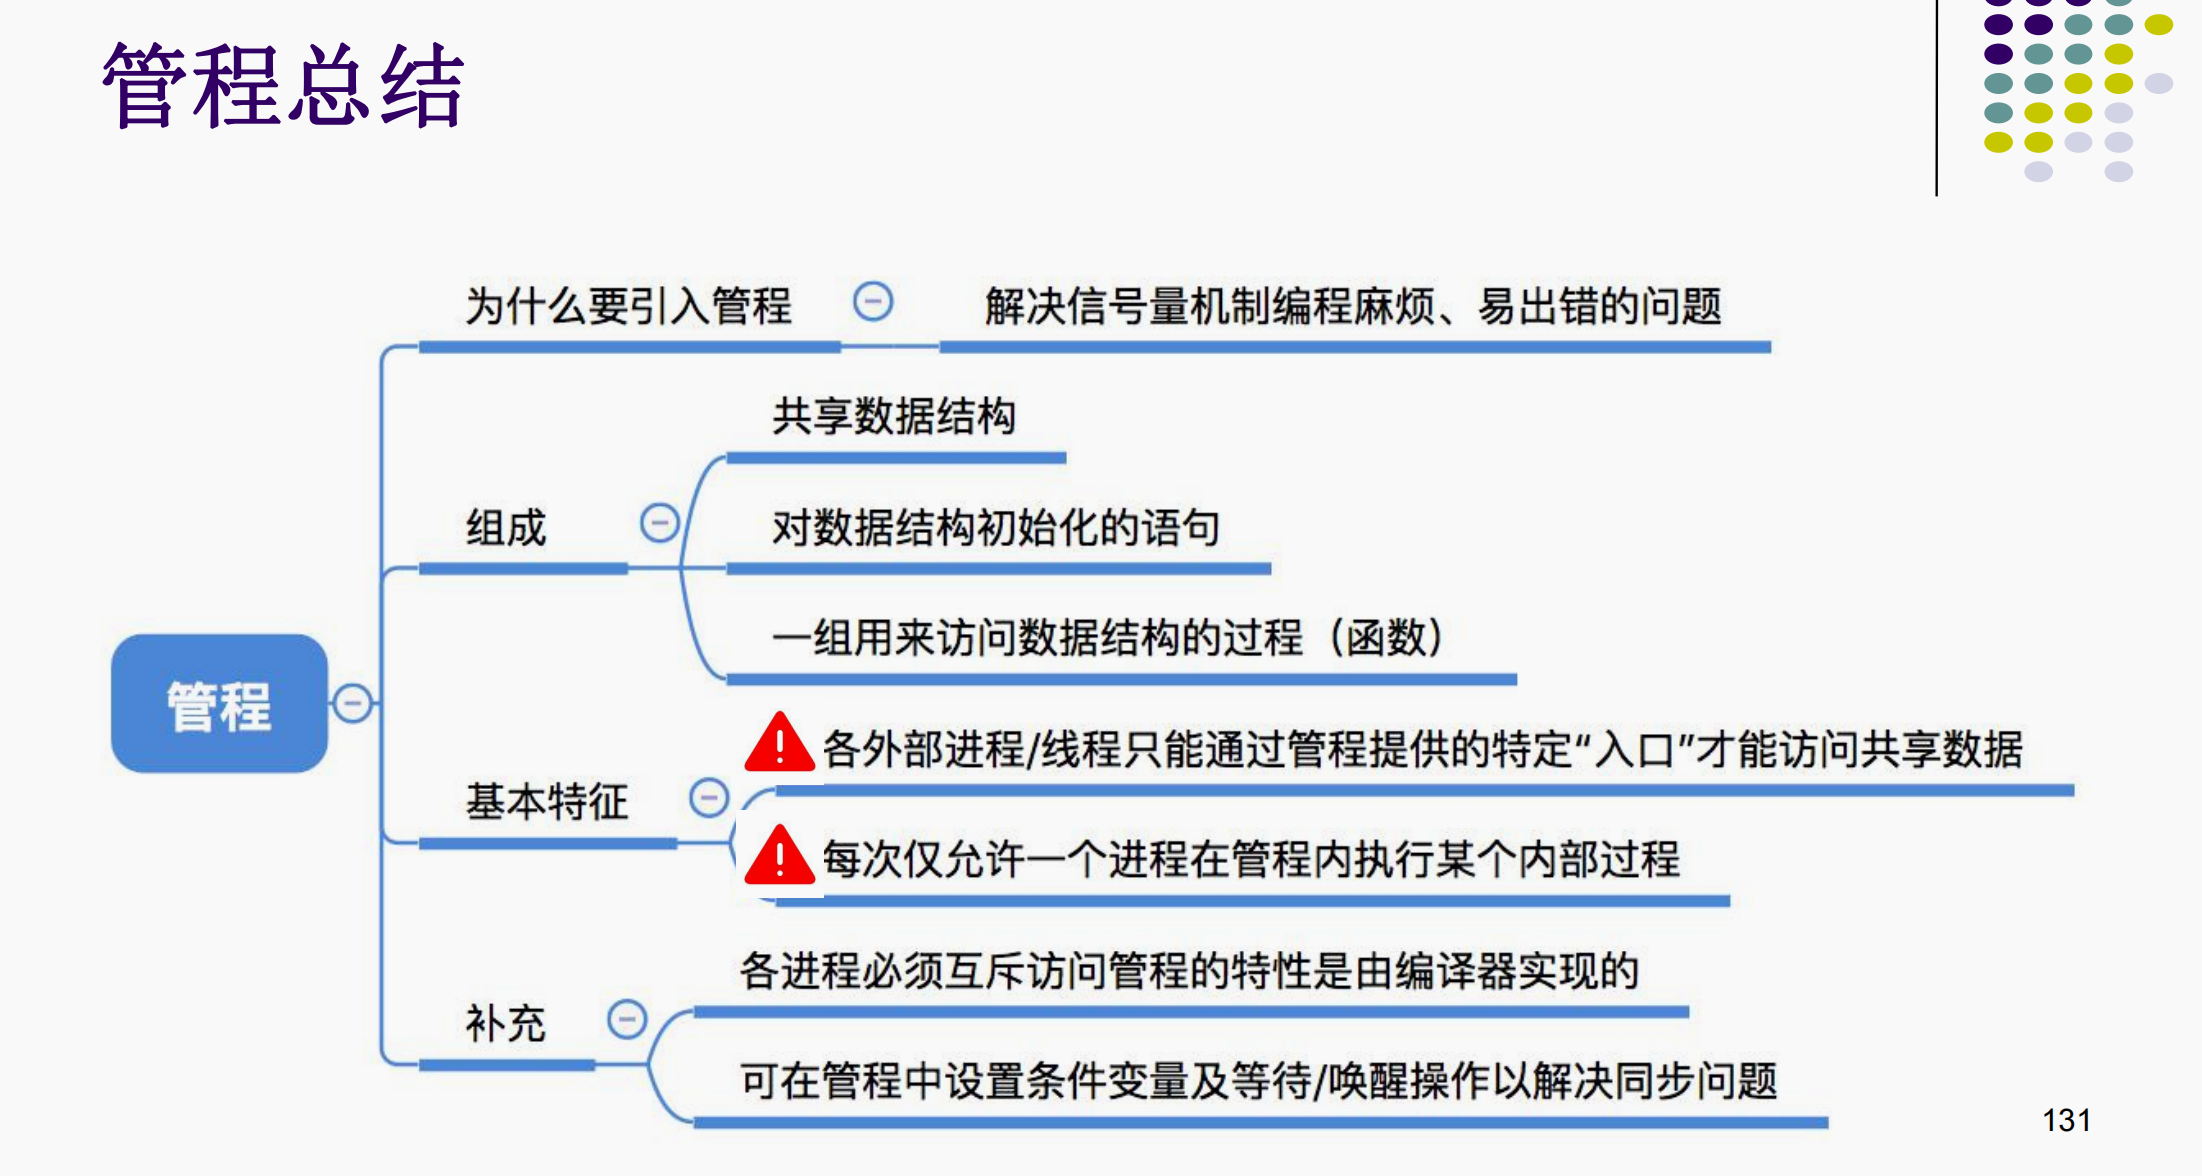 管程总结
为什么要引入管程
解决信号量机制编程麻烦、易出错的问题
共享数据结构
组成
对数据结构初始化的语句
一组用来访问数据结构的过程（函数）
管程
各外部进程/线程只能通过管程提供的特定“入口”才能访问共享数据
基本特征
每次仅允许一个进程在管程内执行某个内部过程
各进程必须互斥访问管程的特性是由编译器实现的
补充
可在管程中设置条件变量及等待/唤醒操作以解决同步问题
131